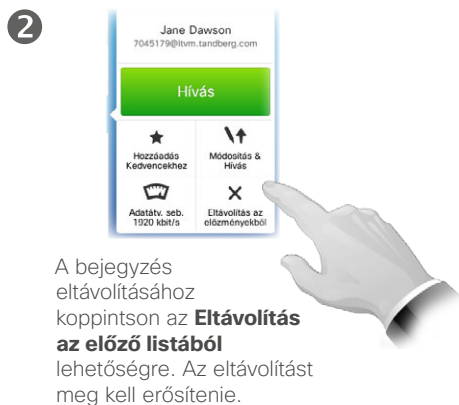 2
Jane Dawson
7045179@itvm.tandberg.com
Hívás
Hozzáadás
Kedvencekhez
Módosítás &
Hívás
Adatátv. seb.
1920 kbit/s
Eltávolítás az
előzményekből
A bejegyzés
eltávolításához
koppintson az Eltávolítás
az előző listából
lehetőségre. Az eltávolítást
meg kell erősítenie.